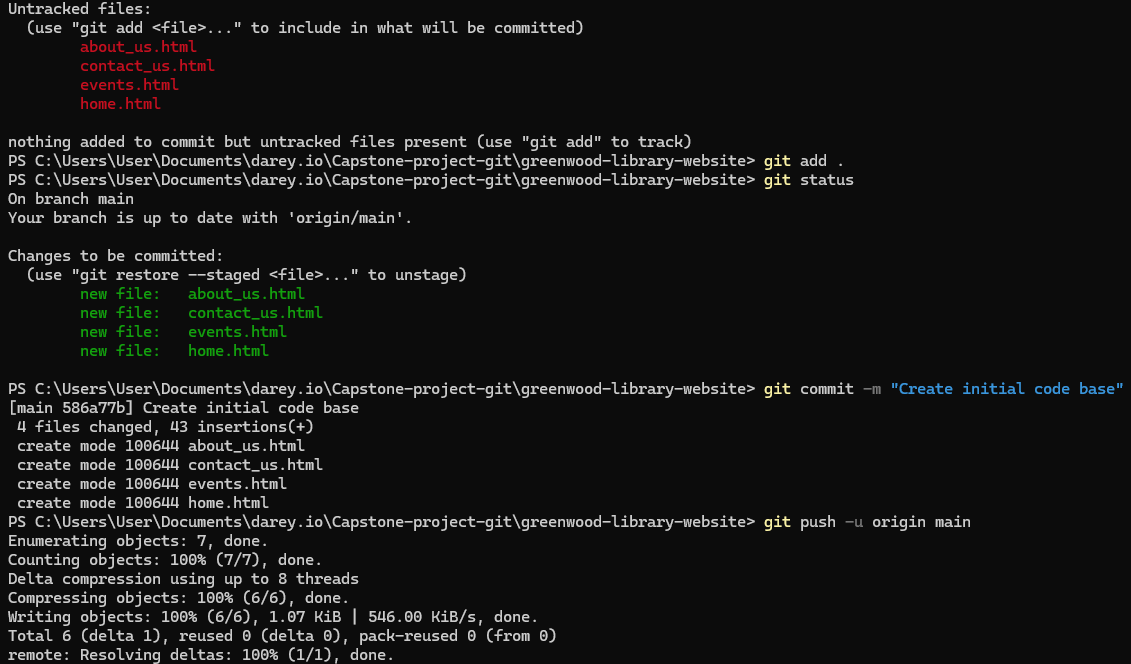 Untracked files:
  (use "git add <file>..." to include in what will be committed)
        about_us.html
        contact_us.html
        events.html
        home.html

nothing added to commit but untracked files present (use "git add" to track)
PS C:\Users\User\Documents\darey.io\Capstone-project-git\greenwood-library-website> git add .
PS C:\Users\User\Documents\darey.io\Capstone-project-git\greenwood-library-website> git status
On branch main
Your branch is up to date with 'origin/main'.

Changes to be committed:
  (use "git restore --staged <file>..." to unstage)
        new file:   about_us.html
        new file:   contact_us.html
        new file:   events.html
        new file:   home.html

PS C:\Users\User\Documents\darey.io\Capstone-project-git\greenwood-library-website> git commit -m "Create initial code base"
[main 586a77b] Create initial code base
 4 files changed, 43 insertions(+)
 create mode 100644 about_us.html
 create mode 100644 contact_us.html
 create mode 100644 events.html
 create mode 100644 home.html
PS C:\Users\User\Documents\darey.io\Capstone-project-git\greenwood-library-website> git push -u origin main
Enumerating objects: 7, done.
Counting objects: 100% (7/7), done.
Delta compression using up to 8 threads
Compressing objects: 100% (6/6), done.
Writing objects: 100% (6/6), 1.07 KiB | 546.00 KiB/s, done.
Total 6 (delta 1), reused 0 (delta 0), pack-reused 0 (from 0)
remote: Resolving deltas: 100% (1/1), done.